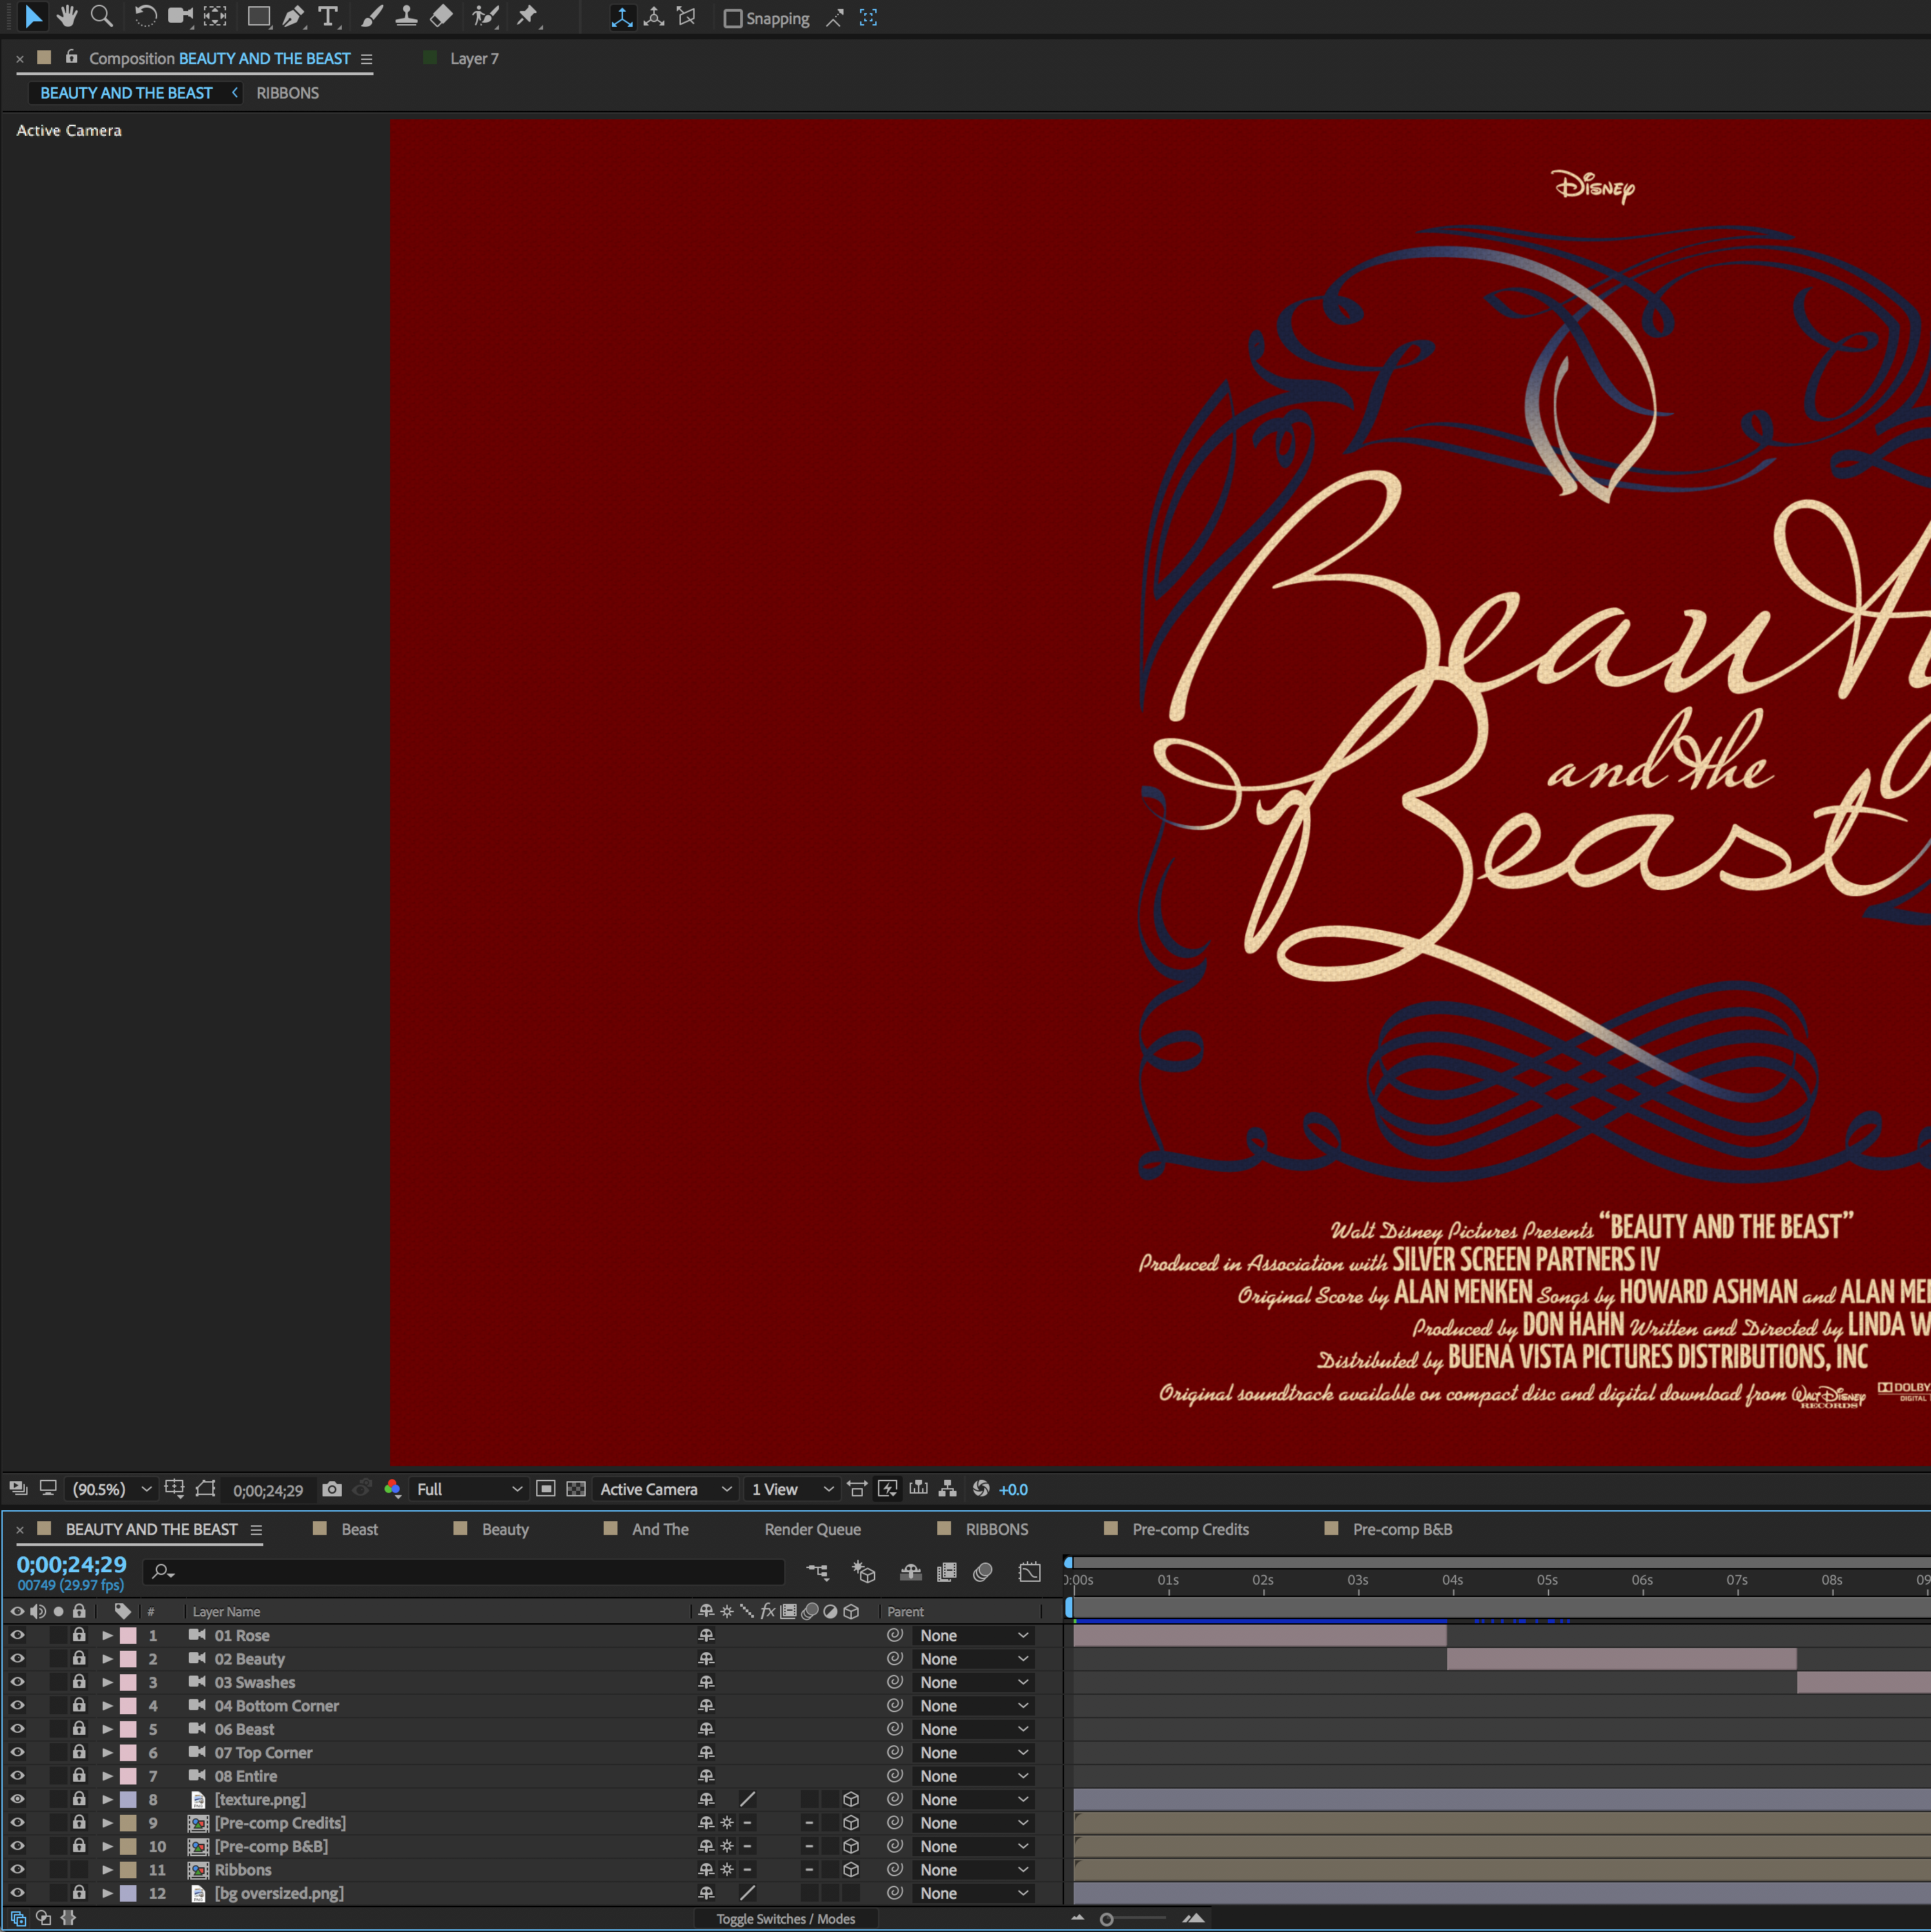 Snapping
Composition BEAUTY AND THE BEAST
Layer 7
BEAUTY AND THE BEAST
RIBBONS
Active Camera
Disney
Beauty
and the
Beast
Walt Disney Pictures Presents “BEAUTY AND THE BEAST”
Produced in Association with SILVER SCREEN PARTNERS IV
Original Score by ALAN MENKEN Songs by HOWARD ASHMAN and ALAN ME
Produced by DON HAHN Written and Directed by LINDA W
Distributed by BUENA VISTA PICTURES DISTRIBUTIONS, INC
Original soundtrack available on compact disc and digital download from WALT DISNEY RECORDS DOLBY DIGITAL
(90.5%) 0;00;24;29 Full Active Camera 1 View +0.0
BEAUTY AND THE BEAST Beast Beauty And The Render Queue RIBBONS Pre-comp Credits Pre-comp B&B
0;00;24;29
00749 (29.97 fps)
0:00s 01s 02s 03s 04s 05s 06s 07s 08s 09
# Layer Name fx Parent
1 01 Rose None
2 02 Beauty None
3 03 Swashes None
4 04 Bottom Corner None
5 06 Beast None
6 07 Top Corner None
7 08 Entire None
8 [texture.png] None
9 [Pre-comp Credits] None
10 [Pre-comp B&B] None
11 Ribbons None
12 [bg oversized.png] None
Toggle Switches / Modes